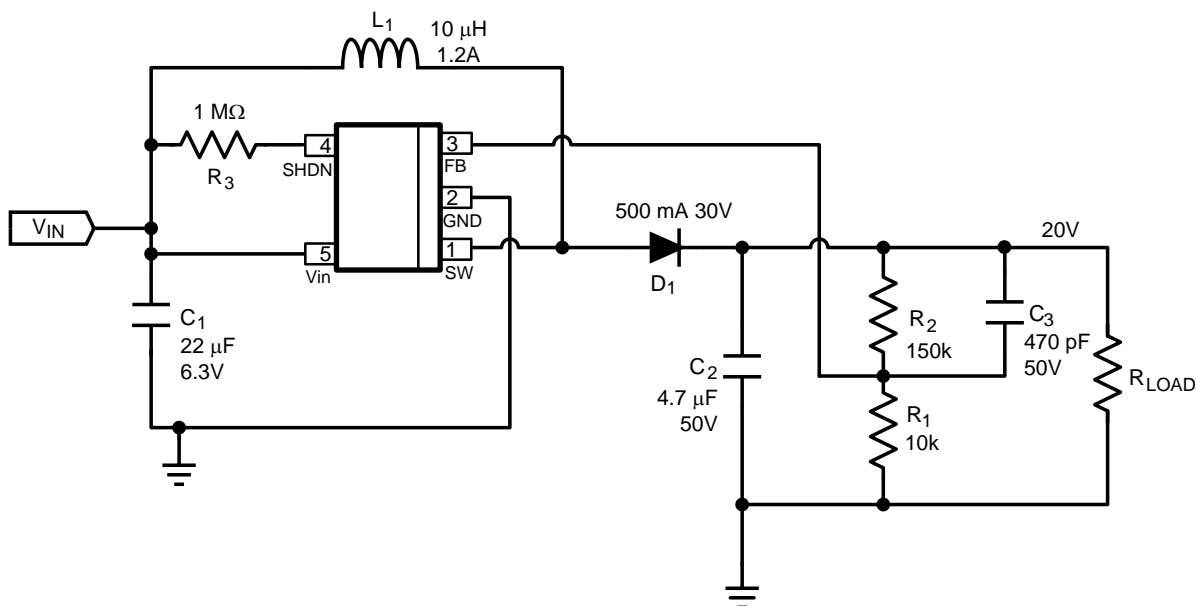 L1
10 μH
1.2A
1 MΩ
R3
4
SHDN
3
FB
2
GND
1
SW
5
Vin
VIN
C1
22 μF
6.3V
500 mA 30V
D1
20V
C2
4.7 μF
50V
R2
150k
C3
470 pF
50V
R1
10k
RLOAD